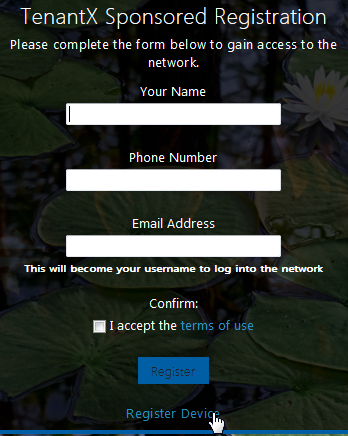 TenantX Sponsored Registration
Please complete the form below to gain access to the
network.
Your Name
Phone Number
Email Address
This will become your username to log into the network
Confirm:
I accept the terms of use
Register
Register Device